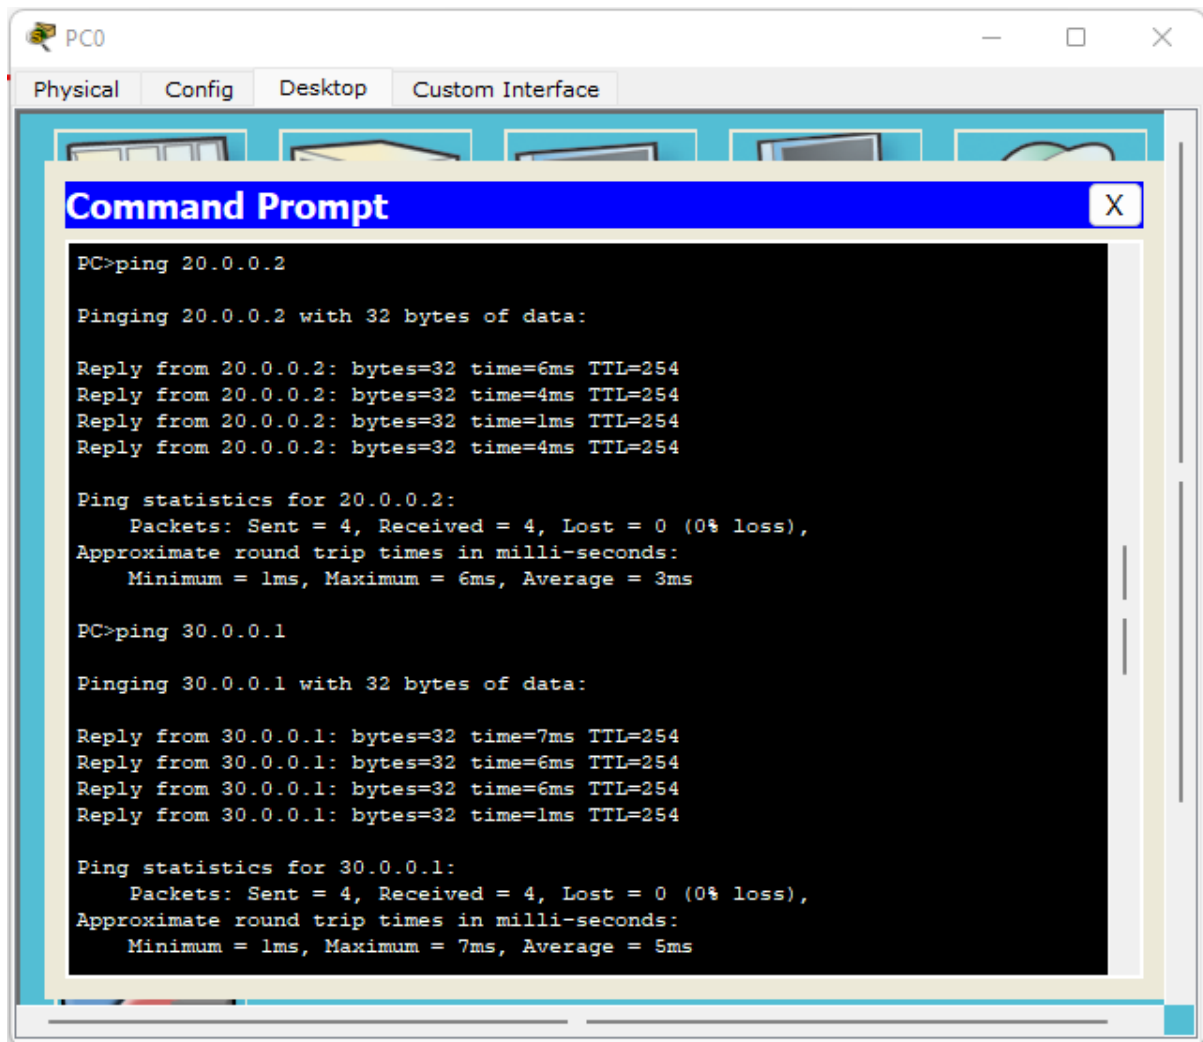 PC0
Physical Config Desktop Custom Interface
Command Prompt X
PC>ping 20.0.0.2
Pinging 20.0.0.2 with 32 bytes of data:
Reply from 20.0.0.2: bytes=32 time=6ms TTL=254
Reply from 20.0.0.2: bytes=32 time=4ms TTL=254
Reply from 20.0.0.2: bytes=32 time=1ms TTL=254
Reply from 20.0.0.2: bytes=32 time=4ms TTL=254
Ping statistics for 20.0.0.2:
Packets: Sent = 4, Received = 4, Lost = 0 (0% loss),
Approximate round trip times in milli-seconds:
Minimum = 1ms, Maximum = 6ms, Average = 3ms
PC>ping 30.0.0.1
Pinging 30.0.0.1 with 32 bytes of data:
Reply from 30.0.0.1: bytes=32 time=7ms TTL=254
Reply from 30.0.0.1: bytes=32 time=6ms TTL=254
Reply from 30.0.0.1: bytes=32 time=6ms TTL=254
Reply from 30.0.0.1: bytes=32 time=1ms TTL=254
Ping statistics for 30.0.0.1:
Packets: Sent = 4, Received = 4, Lost = 0 (0% loss),
Approximate round trip times in milli-seconds:
Minimum = 1ms, Maximum = 7ms, Average = 5ms